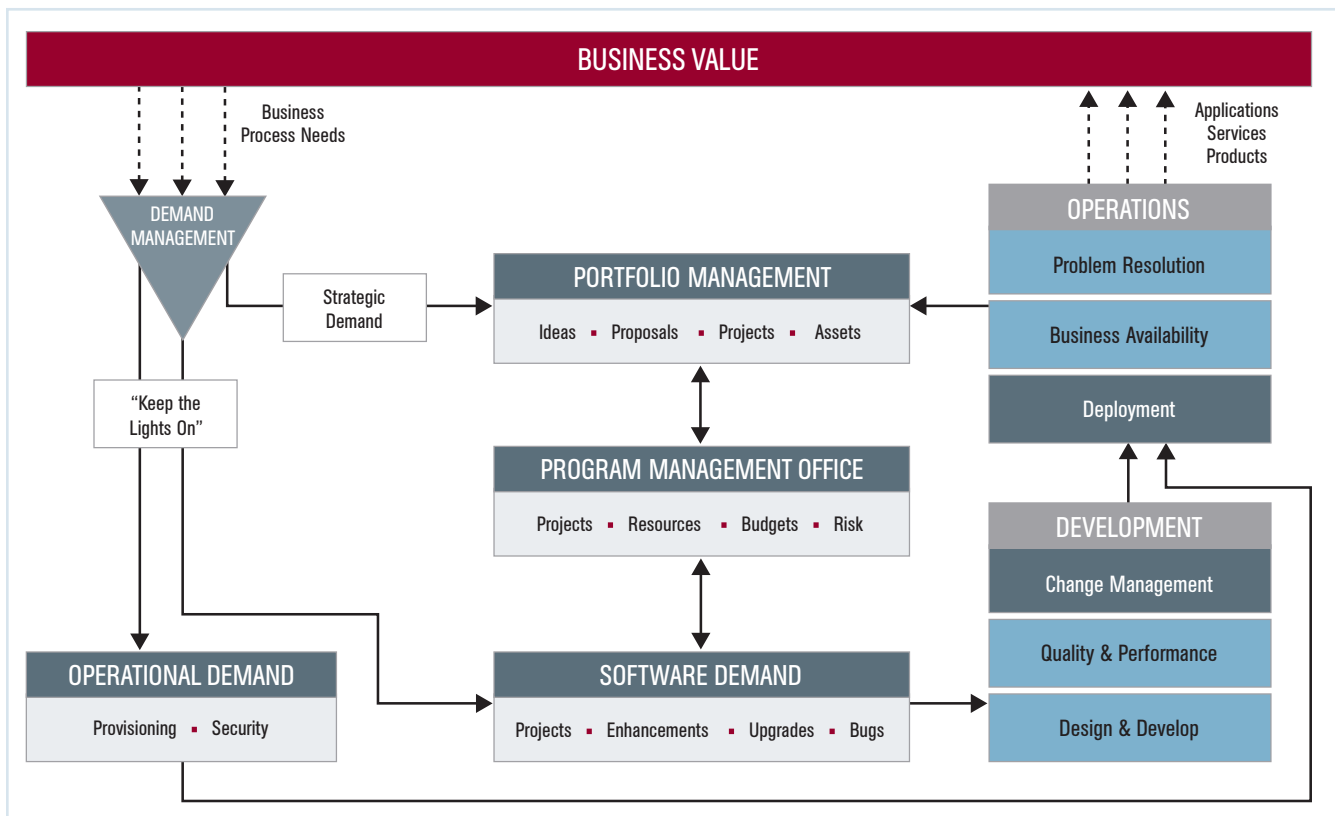 BUSINESS VALUE
Business
Process Needs
Applications
Services
Products
DEMAND
MANAGEMENT
Strategic
Demand
"Keep the
Lights On"
PORTFOLIO MANAGEMENT
Ideas ▪ Proposals ▪ Projects ▪ Assets
PROGRAM MANAGEMENT OFFICE
Projects ▪ Resources ▪ Budgets ▪ Risk
OPERATIONAL DEMAND
Provisioning ▪ Security
SOFTWARE DEMAND
Projects ▪ Enhancements ▪ Upgrades ▪ Bugs
OPERATIONS
Problem Resolution
Business Availability
Deployment
DEVELOPMENT
Change Management
Quality & Performance
Design & Develop